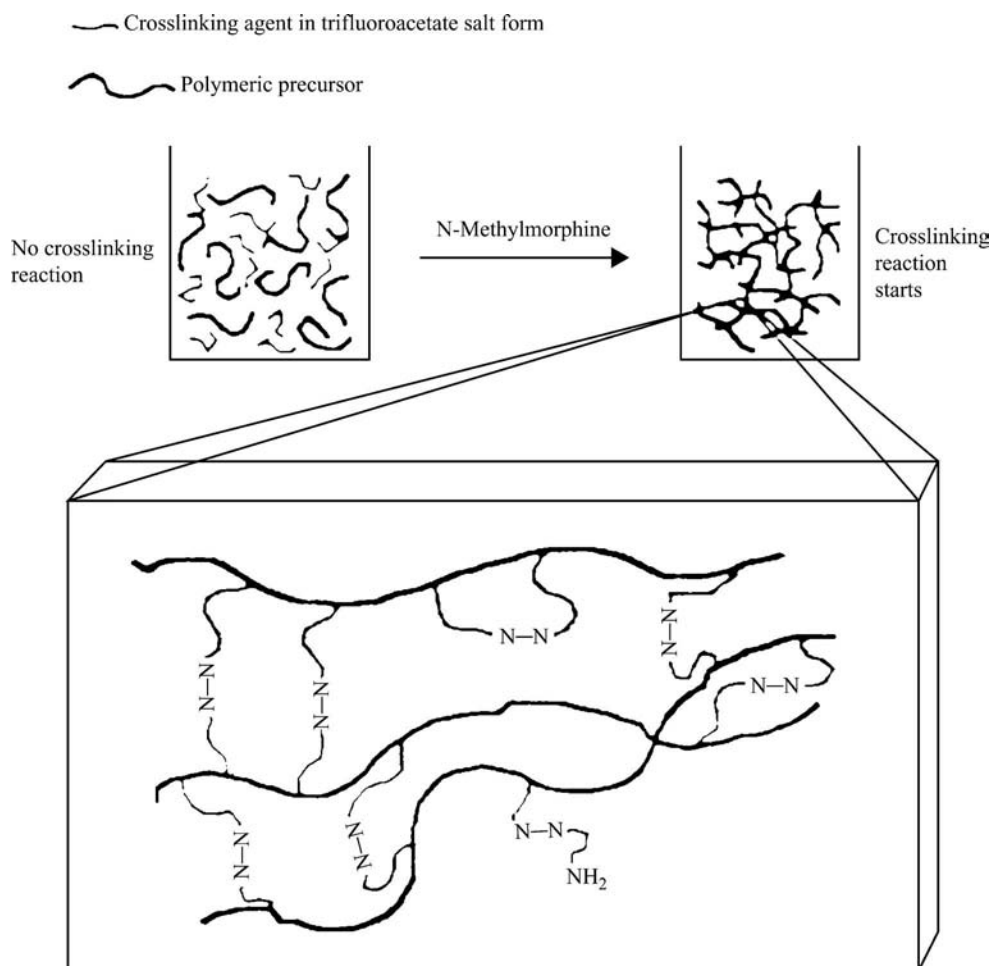 Crosslinking agent in trifluoroacetate salt form
Polymeric precursor
No crosslinking
reaction
N-Methylmorphine
Crosslinking
reaction
starts
N—N
N—N
N—N
N—N
N—N
N—N
N—N
N—N
NH₂